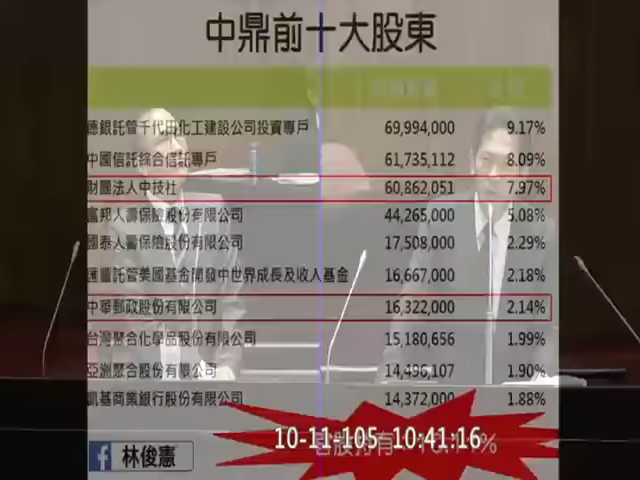 中鼎前十大股東
德銀託管千代田化工建設公司投資專戶 69,994,000 9.17%
中國信託綜合信託專戶 61,735,112 8.09%
財團法人中技社 60,862,051 7.97%
富邦人壽保險股份有限公司 44,265,000 5.08%
國泰人壽保險股份有限公司 17,508,000 2.29%
匯豐託管美國基金開發中世界成長及收入基金 16,667,000 2.18%
中華郵政股份有限公司 16,322,000 2.14%
台灣聚合化學品股份有限公司 15,180,656 1.99%
亞洲聚合股份有限公司 14,496,107 1.90%
凱基商業銀行股份有限公司 14,372,000 1.88%
10-11-105 10:41:16
f 林俊憲